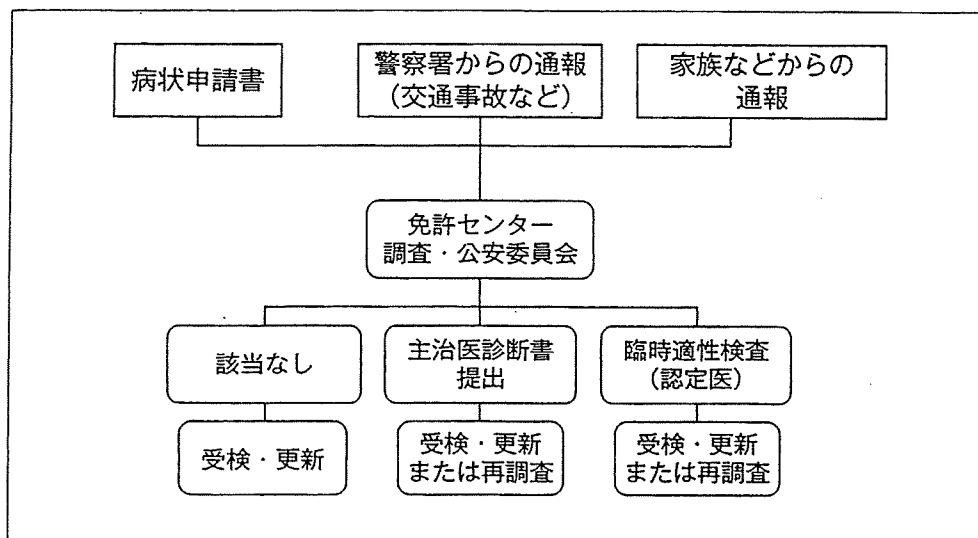 病状申請書
警察署からの通報
（交通事故など）
家族などからの
通報
免許センター
調査・公安委員会
該当なし
主治医診断書
提出
臨時適性検査
（認定医）
受検・更新
受検・更新
または再調査
受検・更新
または再調査